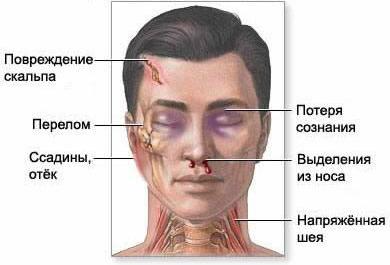 Повреждение
скальпа
Перелом
Ссадины,
отёк
Потеря
сознания
Выделения
из носа
Напряжённая
шея